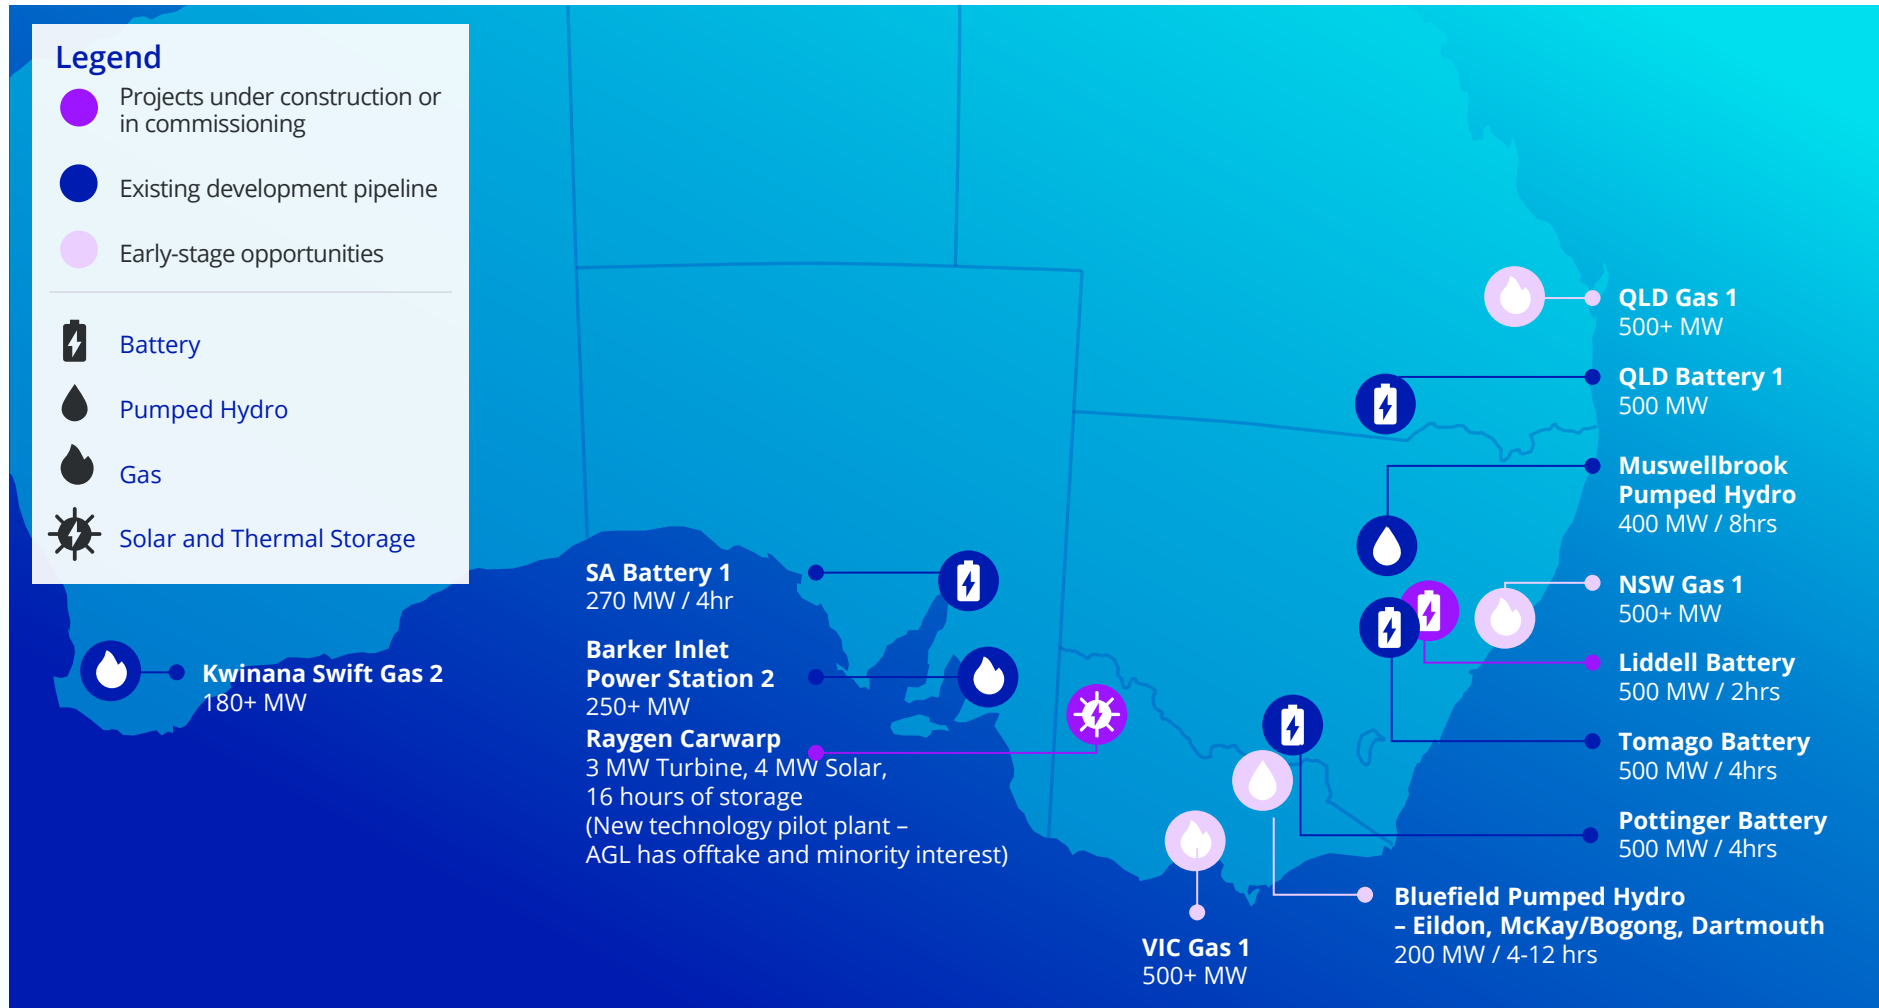 Legend
Projects under construction or
in commissioning
Existing development pipeline
Early-stage opportunities
Battery
Pumped Hydro
Gas
Solar and Thermal Storage
Kwinana Swift Gas 2
180+ MW
SA Battery 1
270 MW / 4hr
Barker Inlet
Power Station 2
250+ MW
Raygen Carwarp
3 MW Turbine, 4 MW Solar,
16 hours of storage
(New technology pilot plant –
AGL has offtake and minority interest)
QLD Gas 1
500+ MW
QLD Battery 1
500 MW
Muswellbrook
Pumped Hydro
400 MW / 8hrs
NSW Gas 1
500+ MW
Liddell Battery
500 MW / 2hrs
Tomago Battery
500 MW / 4hrs
Pottinger Battery
500 MW / 4hrs
Bluefield Pumped Hydro
– Eildon, McKay/Bogong, Dartmouth
200 MW / 4-12 hrs
VIC Gas 1
500+ MW